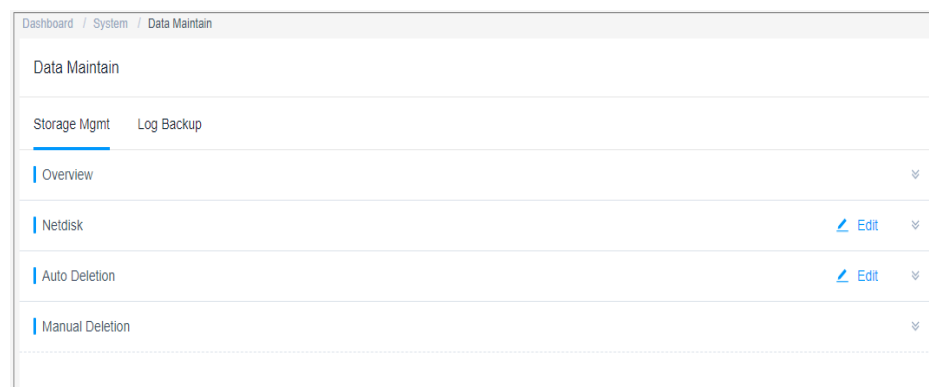 Dashboard / System / Data Maintain
Data Maintain
Storage Mgmt Log Backup
Overview
Netdisk Edit
Auto Deletion Edit
Manual Deletion